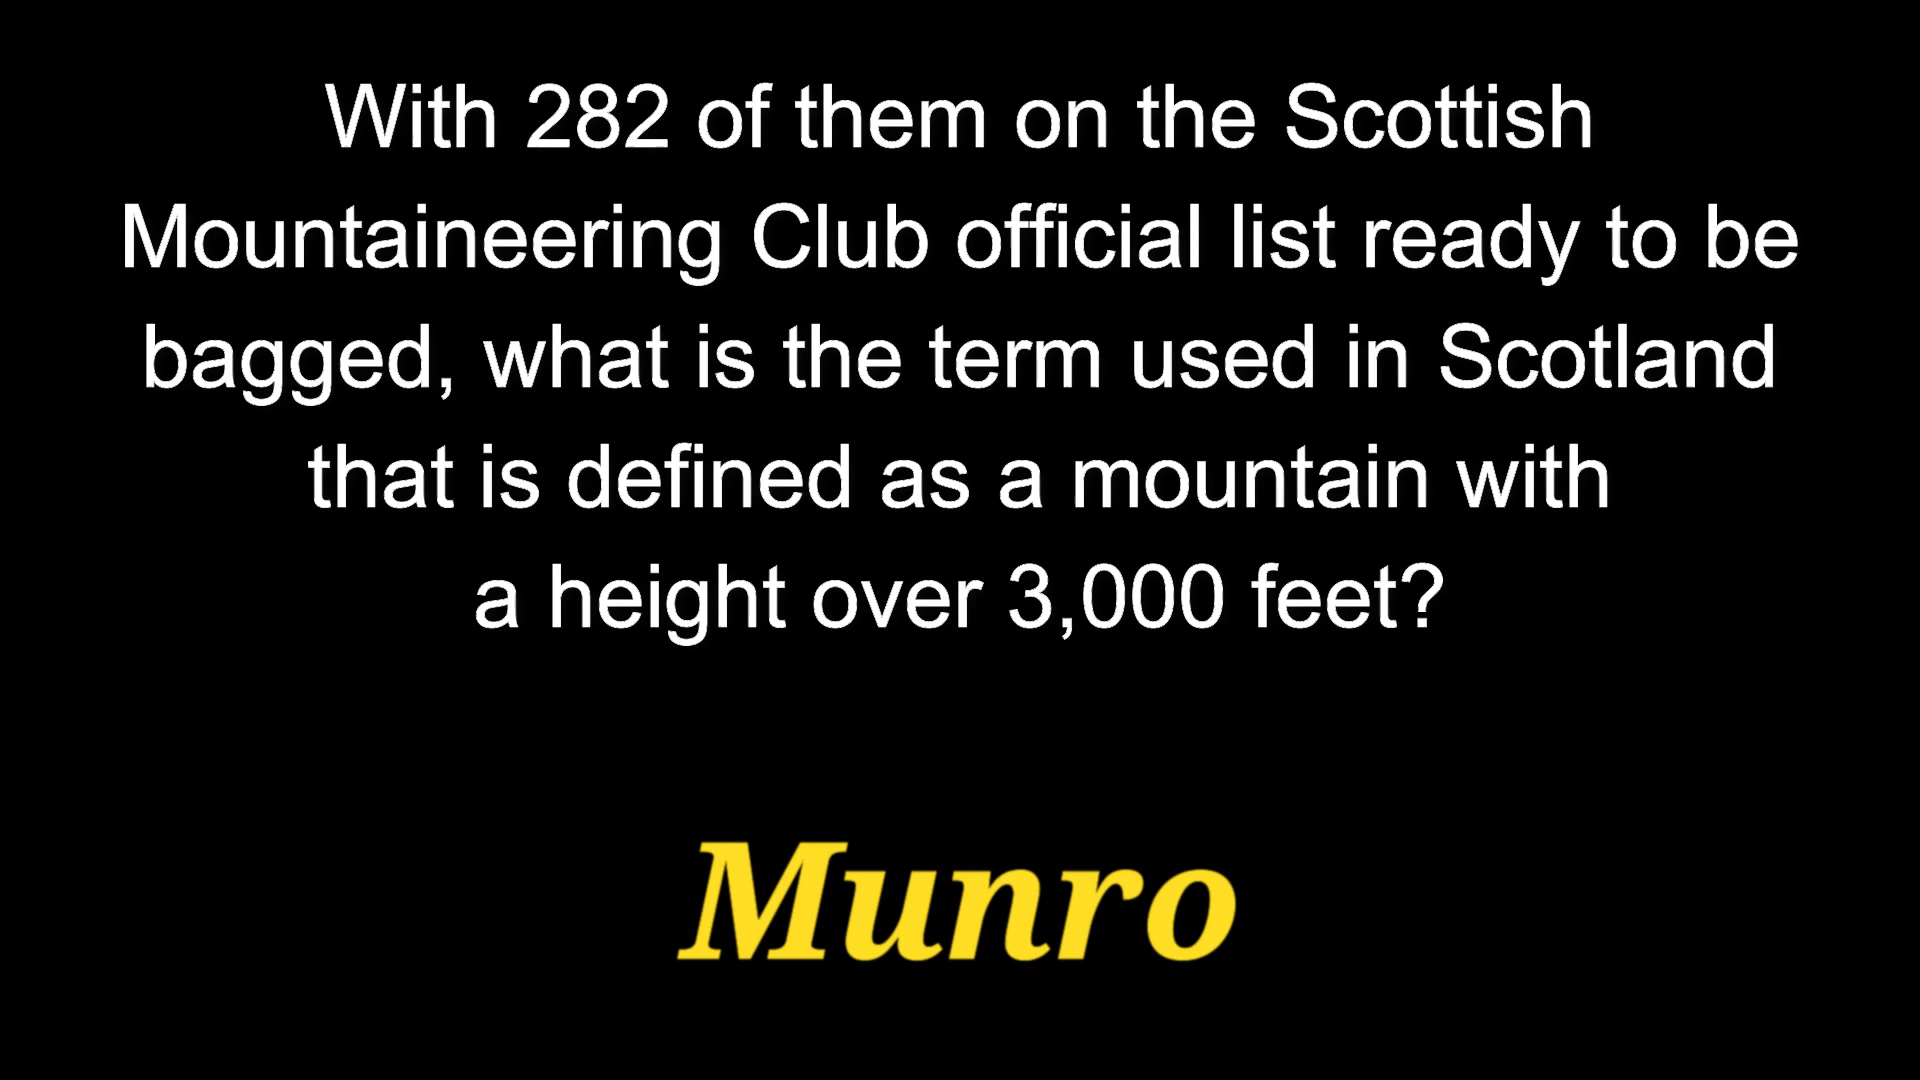 With 282 of them on the Scottish
Mountaineering Club official list ready to be
bagged, what is the term used in Scotland
that is defined as a mountain with
a height over 3,000 feet?
Munro